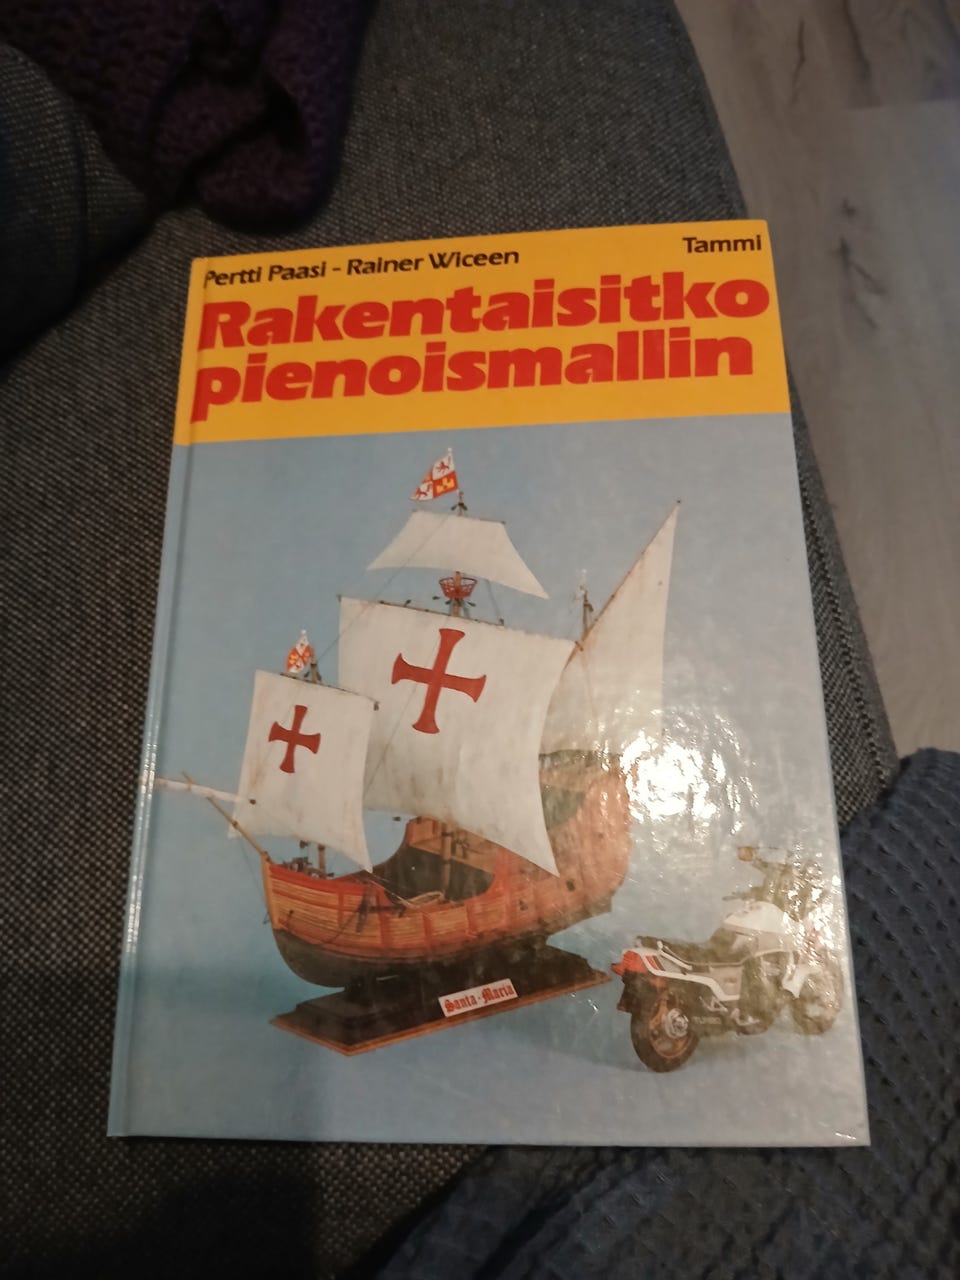 Pertti Paasi - Rainer Wiceen
Tammi
Rakentaisitko
pienoismallin
Santa-Maria